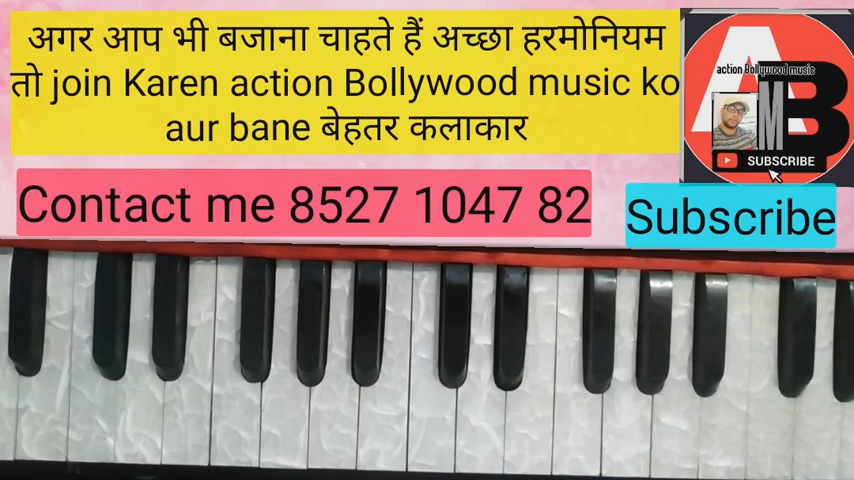 अगर आप भी बजाना चाहते हैं अच्छा हरमोनियम
तो join Karen action Bollywood music ko
aur bane बेहतर कलाकार
action Bollywood music
A
M
B
SUBSCRIBE
Contact me 8527 1047 82
Subscribe